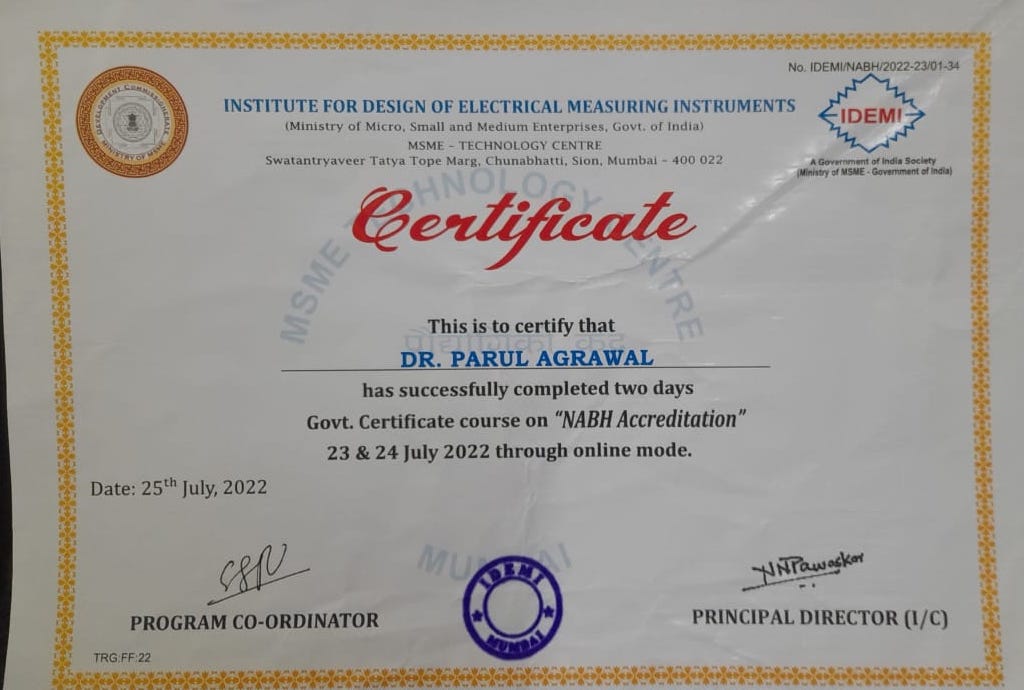 No. IDEMI/NABH/2022-23/01-34
DEVELOPMENT COMMISSIONERATE
MINISTRY OF MSME
INSTITUTE FOR DESIGN OF ELECTRICAL MEASURING INSTRUMENTS
(Ministry of Micro, Small and Medium Enterprises, Govt. of India)
MSME - TECHNOLOGY CENTRE
Swatantryaveer Tatya Tope Marg, Chunabhatti, Sion, Mumbai - 400 022
IDEMI
A Government of India Society
(Ministry of MSME - Government of India)
MSME TECHNOLOGY CENTRE
Certificate
This is to certify that
DR. PARUL AGRAWAL
has successfully completed two days
Govt. Certificate course on "NABH Accreditation"
23 & 24 July 2022 through online mode.
Date: 25th July, 2022
MUMBAI
IDEMI
MUMBAI
NNPawaskar
PROGRAM CO-ORDINATOR
PRINCIPAL DIRECTOR (I/C)
TRG:FF:22